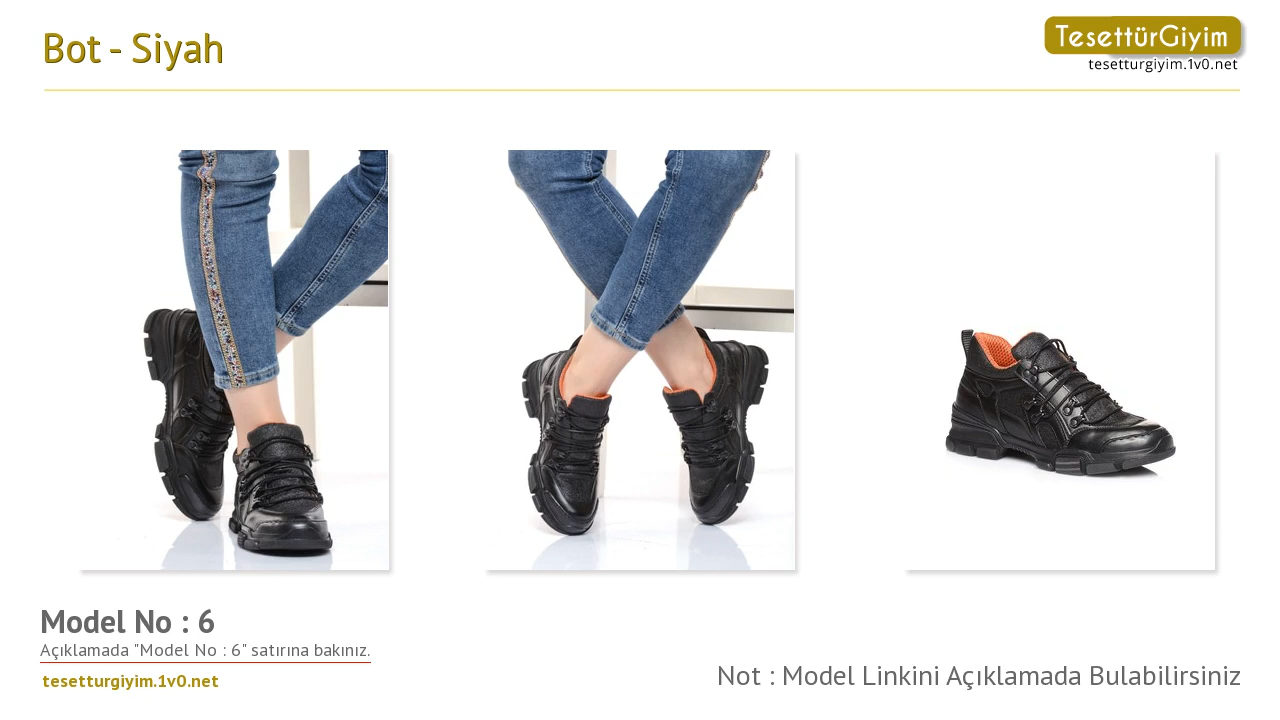 Bot - Siyah
TesettürGiyim
tesetturgiyim.1v0.net
Model No : 6
Açıklamada "Model No : 6" satırına bakınız.
tesetturgiyim.1v0.net
Not : Model Linkini Açıklamada Bulabilirsiniz